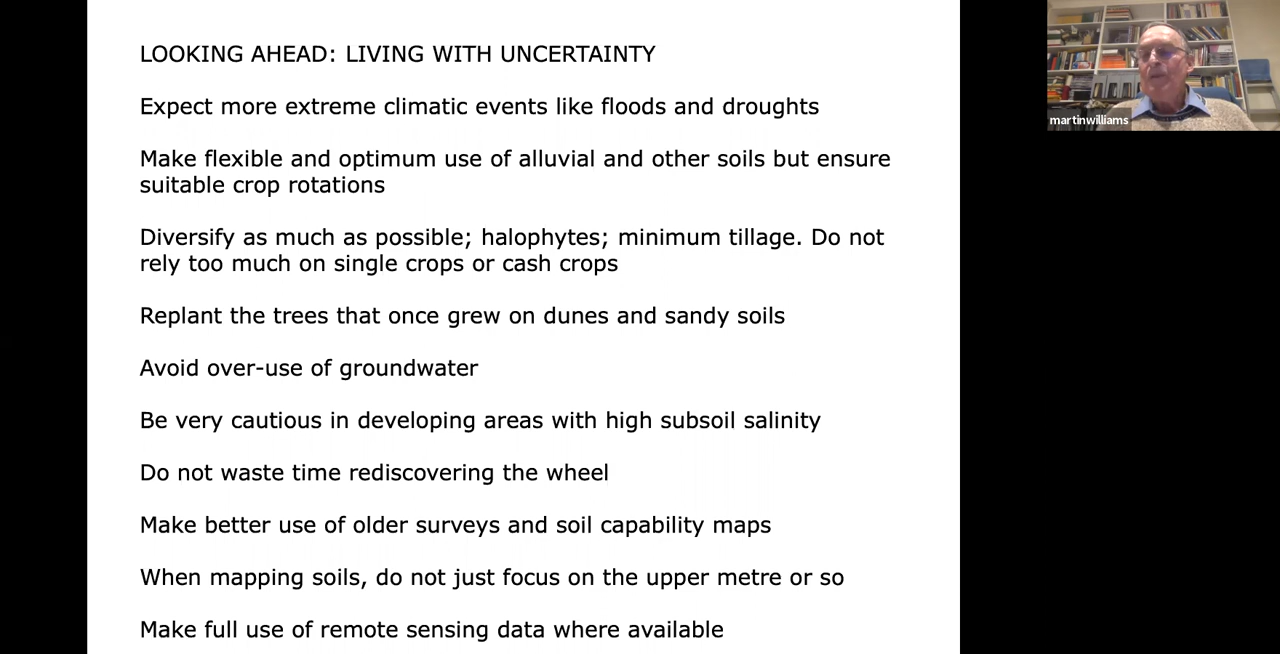 LOOKING AHEAD: LIVING WITH UNCERTAINTY
Expect more extreme climatic events like floods and droughts
Make flexible and optimum use of alluvial and other soils but ensure
suitable crop rotations
Diversify as much as possible; halophytes; minimum tillage. Do not
rely too much on single crops or cash crops
Replant the trees that once grew on dunes and sandy soils
Avoid over-use of groundwater
Be very cautious in developing areas with high subsoil salinity
Do not waste time rediscovering the wheel
Make better use of older surveys and soil capability maps
When mapping soils, do not just focus on the upper metre or so
Make full use of remote sensing data where available
martinwilliams